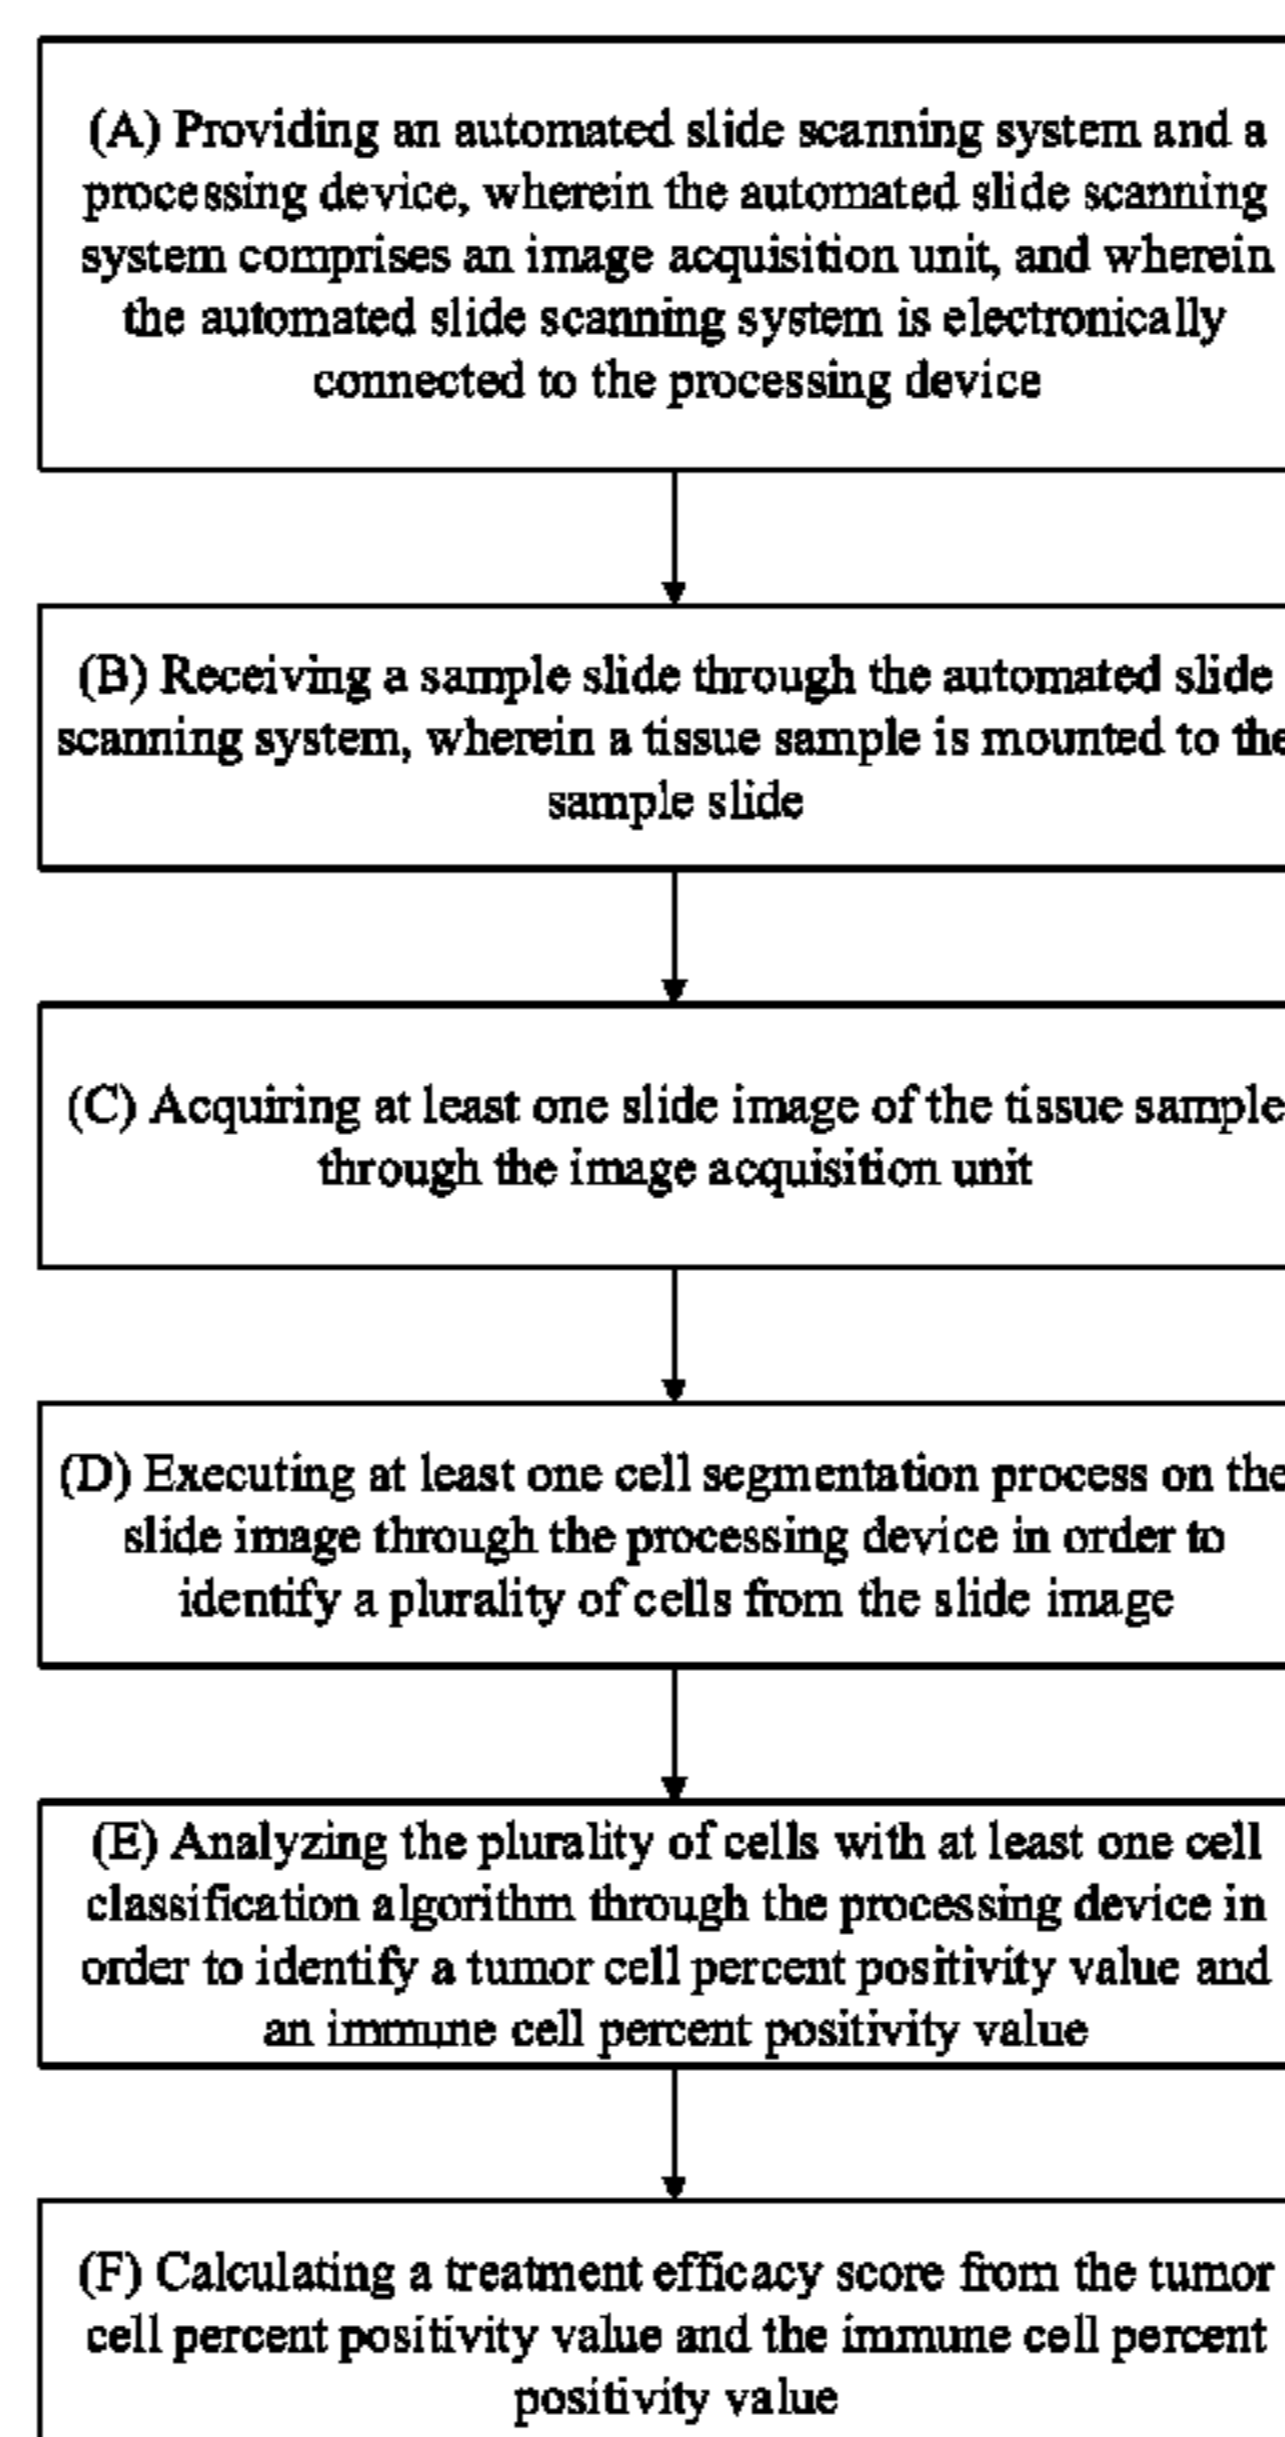 (A) Providing an automated slide scanning system and a
processing device, wherein the automated slide scanning
system comprises an image acquisition unit, and wherein
the automated slide scanning system is electronically
connected to the processing device
(B) Receiving a sample slide through the automated slide
scanning system, wherein a tissue sample is mounted to the
sample slide
(C) Acquiring at least one slide image of the tissue sample
through the image acquisition unit
(D) Executing at least one cell segmentation process on the
slide image through the processing device in order to
identify a plurality of cells from the slide image
(E) Analyzing the plurality of cells with at least one cell
classification algorithm through the processing device in
order to identify a tumor cell percent positivity value and
an immune cell percent positivity value
(F) Calculating a treatment efficacy score from the tumor
cell percent positivity value and the immune cell percent
positivity value